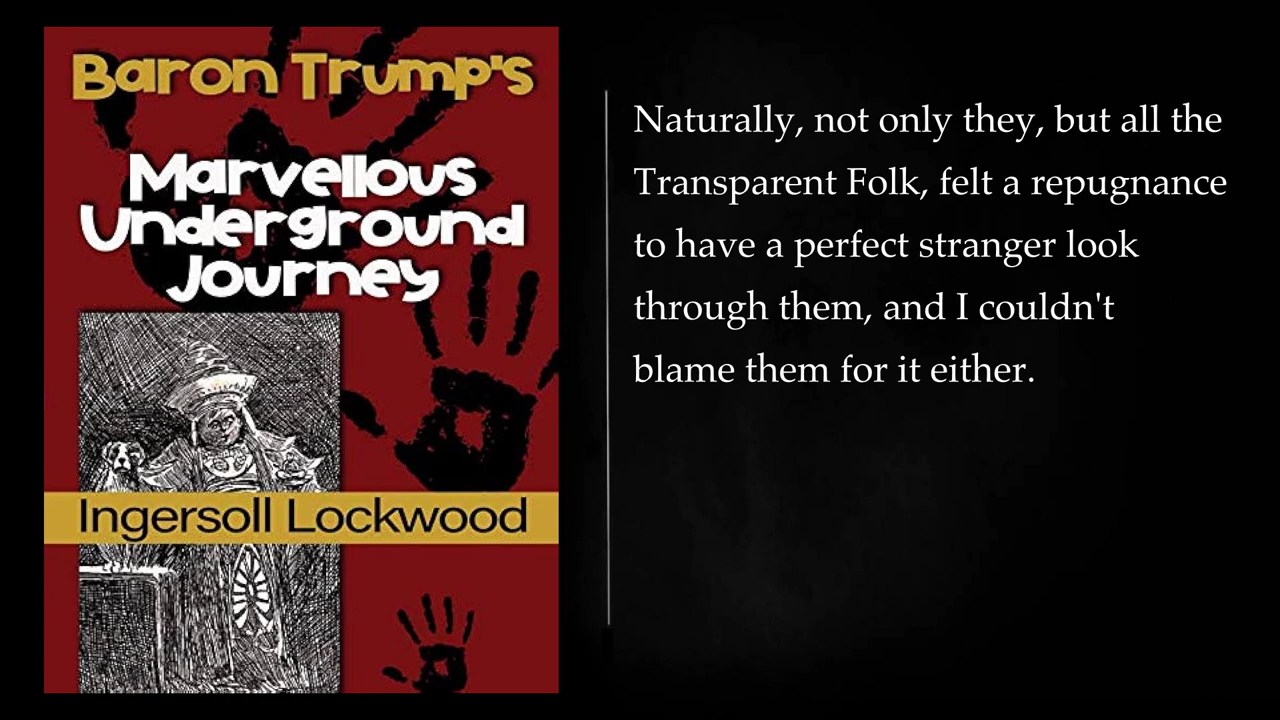 Baron Trump's
Marvellous
Underground
Journey
Ingersoll Lockwood
Naturally, not only they, but all the
Transparent Folk, felt a repugnance
to have a perfect stranger look
through them, and I couldn't
blame them for it either.